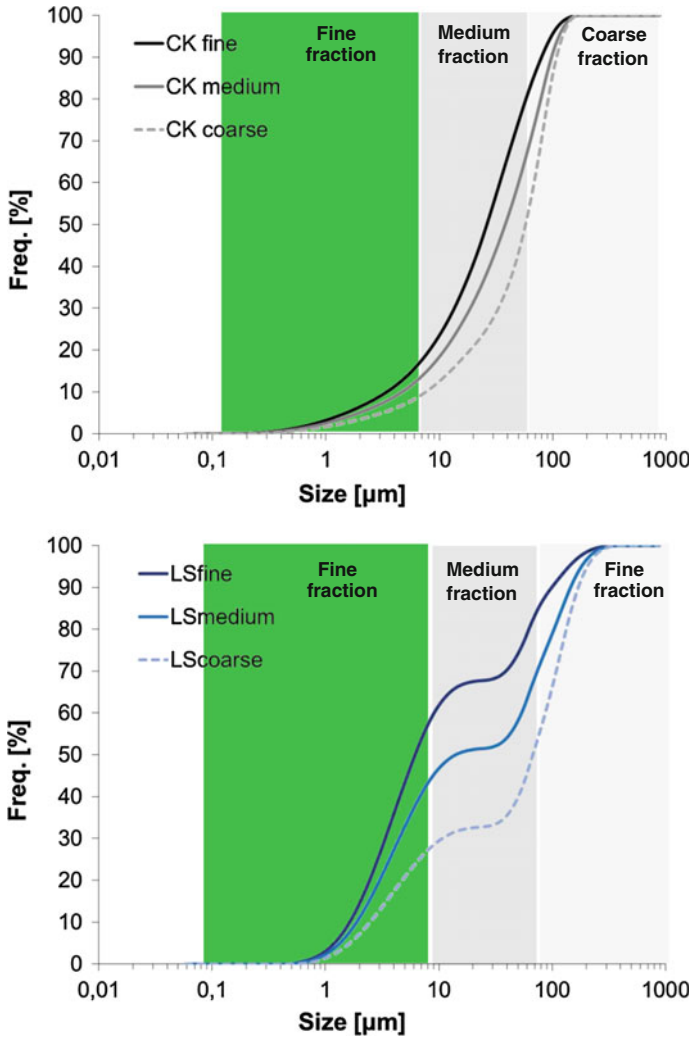 100
90
80
70
60
50
40
30
20
10
0
Freq. [%]
CK fine
CK medium
CK coarse
Fine
fraction
Medium
fraction
Coarse
fraction
0,01
0,1
1
10
100
1000
Size [µm]
100
90
80
70
60
50
40
30
20
10
0
Freq. [%]
LSfine
LSmedium
LScoarse
Fine
fraction
Medium
fraction
Fine
fraction
0,01
0,1
1
10
100
1000
Size [µm]